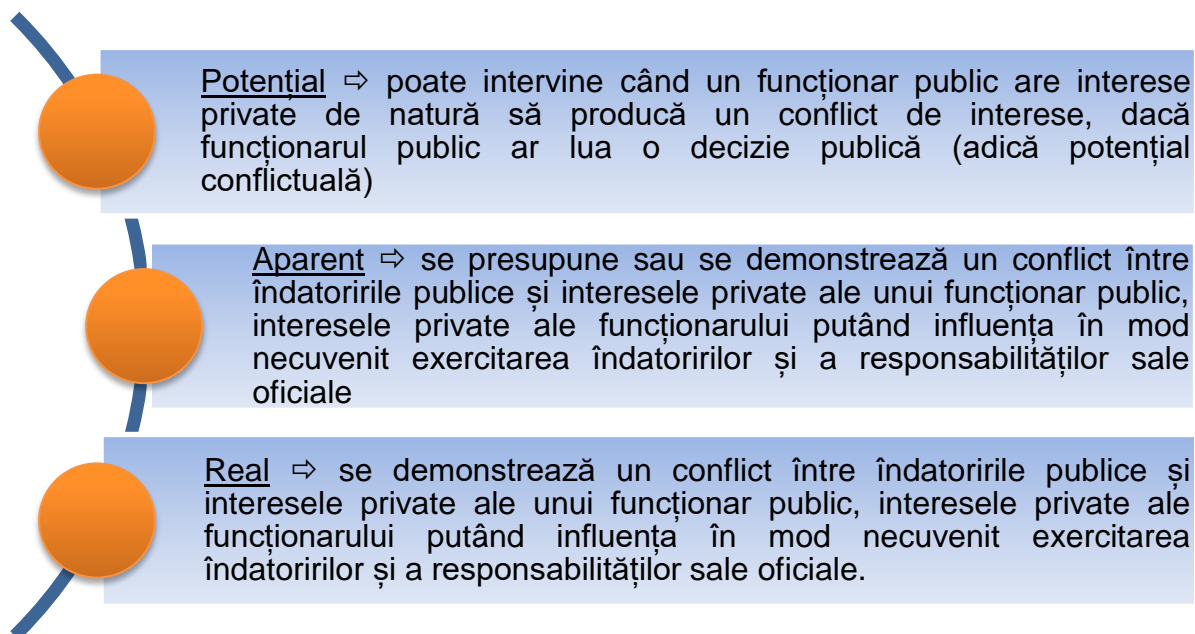 Potențial ⇨ poate intervine când un funcționar public are interese
private de natură să producă un conflict de interese, dacă
funcționarul public ar lua o decizie publică (adică potențial
conflictuală)
Aparent ⇨ se presupune sau se demonstrează un conflict între
îndatoririle publice și interesele private ale unui funcționar public,
interesele private ale funcționarului putând influența în mod
necuvenit exercitarea îndatoririlor și a responsabilităților sale
oficiale
Real ⇨ se demonstrează un conflict între îndatoririle publice și
interesele private ale unui funcționar public, interesele private ale
funcționarului putând influența în mod necuvenit exercitarea
îndatoririlor și a responsabilităților sale oficiale.